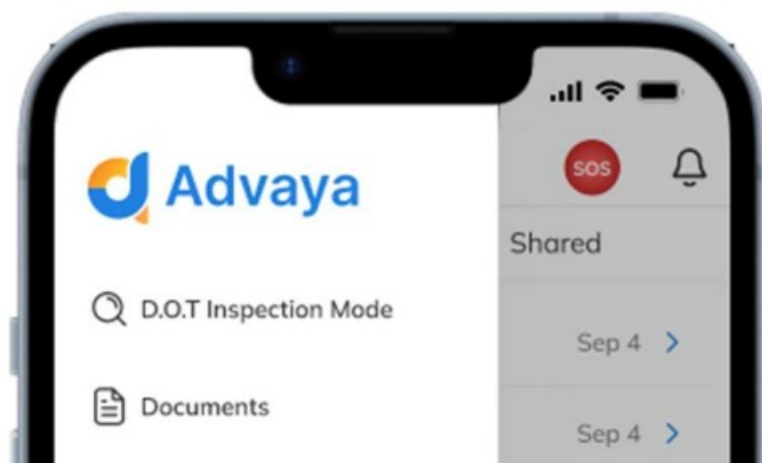 Advaya
SOS
Shared
D.O.T Inspection Mode
Sep 4
Documents
Sep 4